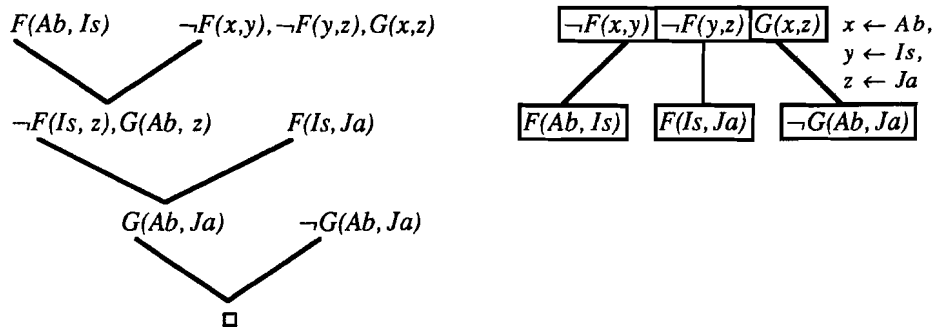 F(Ab, Is) ¬F(x,y), ¬F(y,z), G(x,z)
¬F(Is, z), G(Ab, z) F(Is, Ja)
G(Ab, Ja) ¬G(Ab, Ja)
□
¬F(x,y) ¬F(y,z) G(x,z) x ← Ab,
y ← Is,
z ← Ja
F(Ab, Is) F(Is, Ja) ¬G(Ab, Ja)